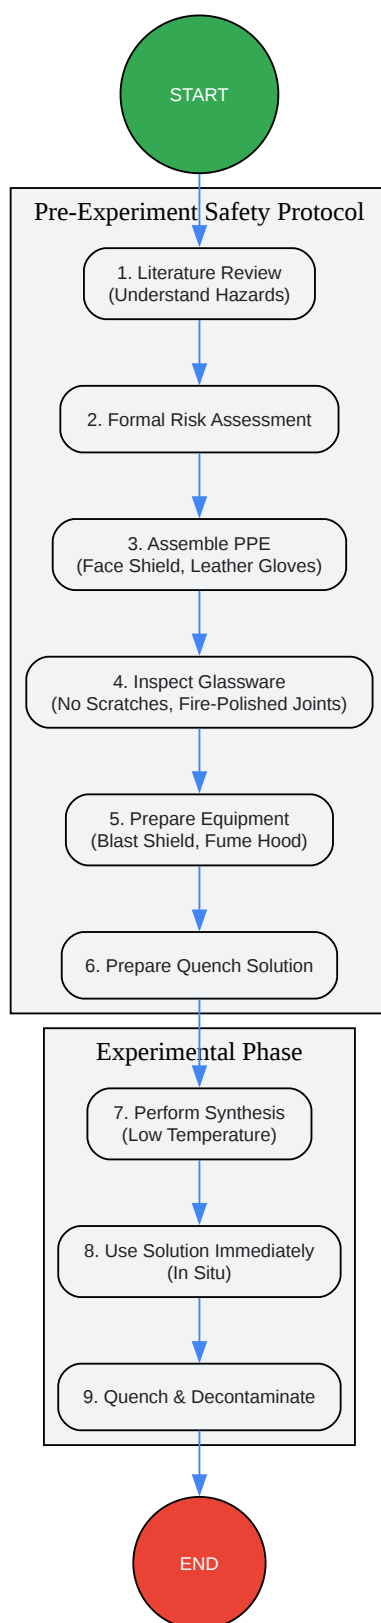 START
Pre-Experiment Safety Protocol
1. Literature Review
(Understand Hazards)
2. Formal Risk Assessment
3. Assemble PPE
(Face Shield, Leather Gloves)
4. Inspect Glassware
(No Scratches, Fire-Polished Joints)
5. Prepare Equipment
(Blast Shield, Fume Hood)
6. Prepare Quench Solution
Experimental Phase
7. Perform Synthesis
(Low Temperature)
8. Use Solution Immediately
(In Situ)
9. Quench & Decontaminate
END